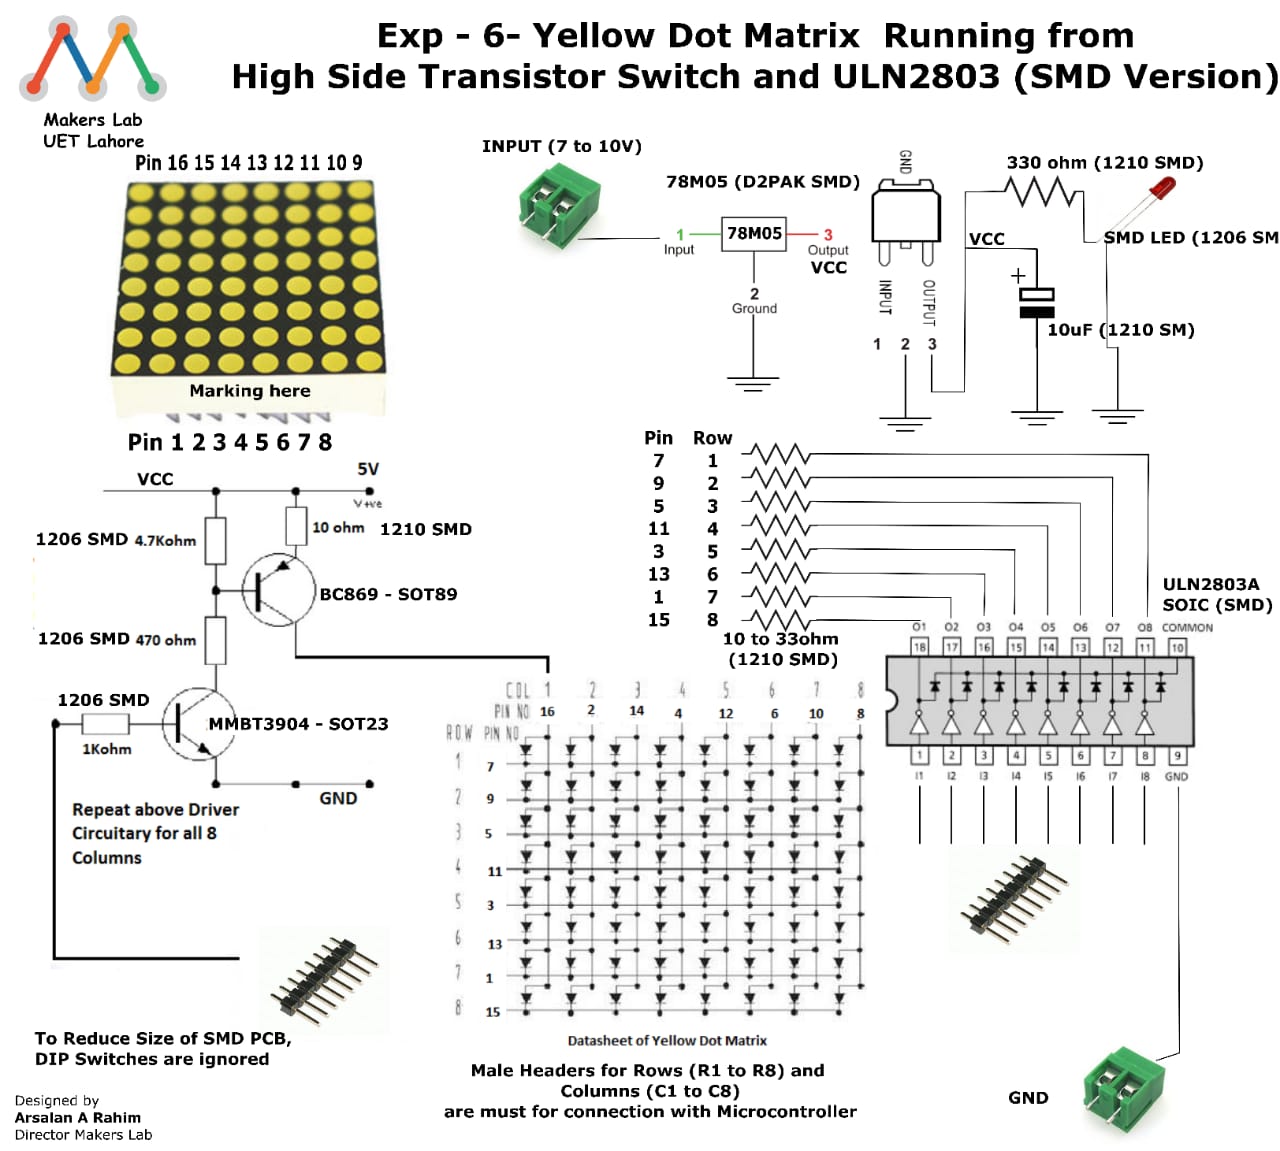 Exp - 6- Yellow Dot Matrix Running from
High Side Transistor Switch and ULN2803 (SMD Version)
Makers Lab
UET Lahore
Pin 16 15 14 13 12 11 10 9
Marking here
Pin 1 2 3 4 5 6 7 8
INPUT (7 to 10V)
78M05 (D2PAK SMD)
1
Input
78M05
3
Output
VCC
2
Ground
GND
INPUT
OUTPUT
1 2 3
330 ohm (1210 SMD)
VCC
SMD LED (1206 SM
+
10uF (1210 SM)
VCC
5V
V+ve
1206 SMD 4.7Kohm
10 ohm 1210 SMD
BC869 - SOT89
1206 SMD 470 ohm
1206 SMD
1Kohm
MMBT3904 - SOT23
GND
Repeat above Driver
Circuitary for all 8
Columns
Pin Row
7 1
9 2
5 3
11 4
3 5
13 6
1 7
15 8
10 to 33ohm
(1210 SMD)
ULN2803A
SOIC (SMD)
O1 O2 O3 O4 O5 O6 O7 O8 COMMON
18 17 16 15 14 13 12 11 10
1 2 3 4 5 6 7 8 9
I1 I2 I3 I4 I5 I6 I7 I8 GND
COL 1 2 3 4 5 6 7 8
PIN NO 16 2 14 4 12 6 10 8
ROW PIN NO
1 7
2 9
3 5
4 11
5 3
6 13
7 1
8 15
Datasheet of Yellow Dot Matrix
Male Headers for Rows (R1 to R8) and
Columns (C1 to C8)
are must for connection with Microcontroller
GND
To Reduce Size of SMD PCB,
DIP Switches are ignored
Designed by
Arsalan A Rahim
Director Makers Lab